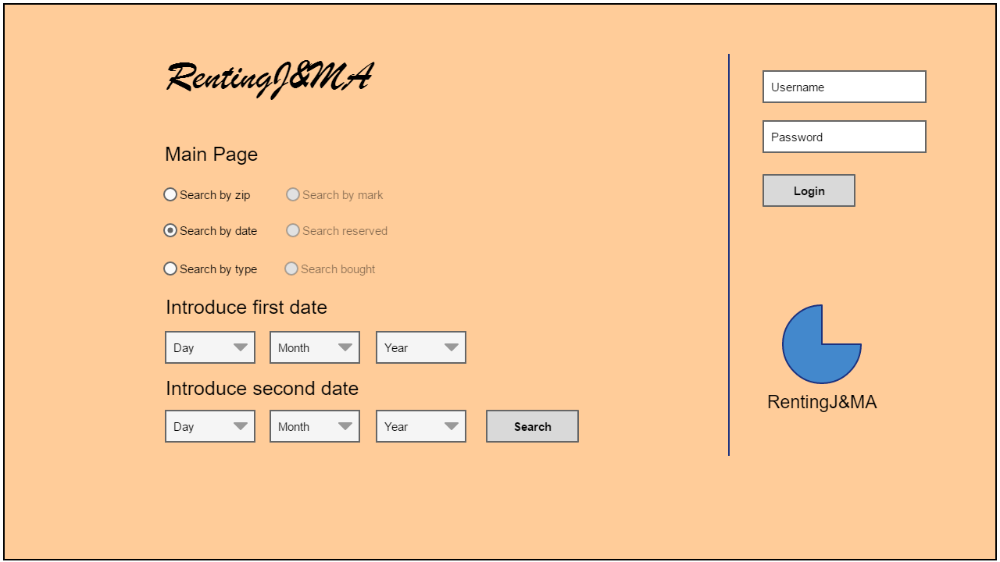 RentingJ&MA
Main Page
Search by zip
Search by mark
Search by date
Search reserved
Search by type
Search bought
Introduce first date
Day
Month
Year
Introduce second date
Day
Month
Year
Search
Username
Password
Login
RentingJ&MA